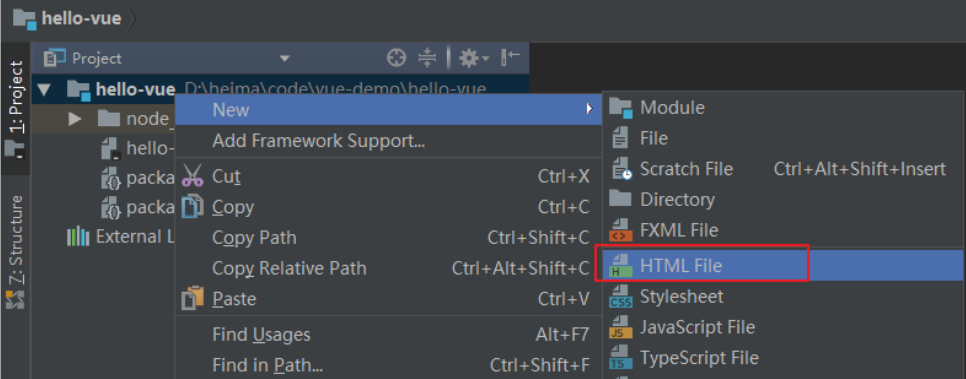 hello-vue
1: Project
Z: Structure
Project
hello-vue D:\heima\code\vue-demo\hello-vue
node_
hello-
packa
packa
External L
New
Add Framework Support...
Cut Ctrl+X
Copy Ctrl+C
Copy Path Ctrl+Shift+C
Copy Relative Path Ctrl+Alt+Shift+C
Paste Ctrl+V
Find Usages Alt+F7
Find in Path... Ctrl+Shift+F
Module
File
Scratch File Ctrl+Alt+Shift+Insert
Directory
FXML File
HTML File
Stylesheet
JavaScript File
TypeScript File